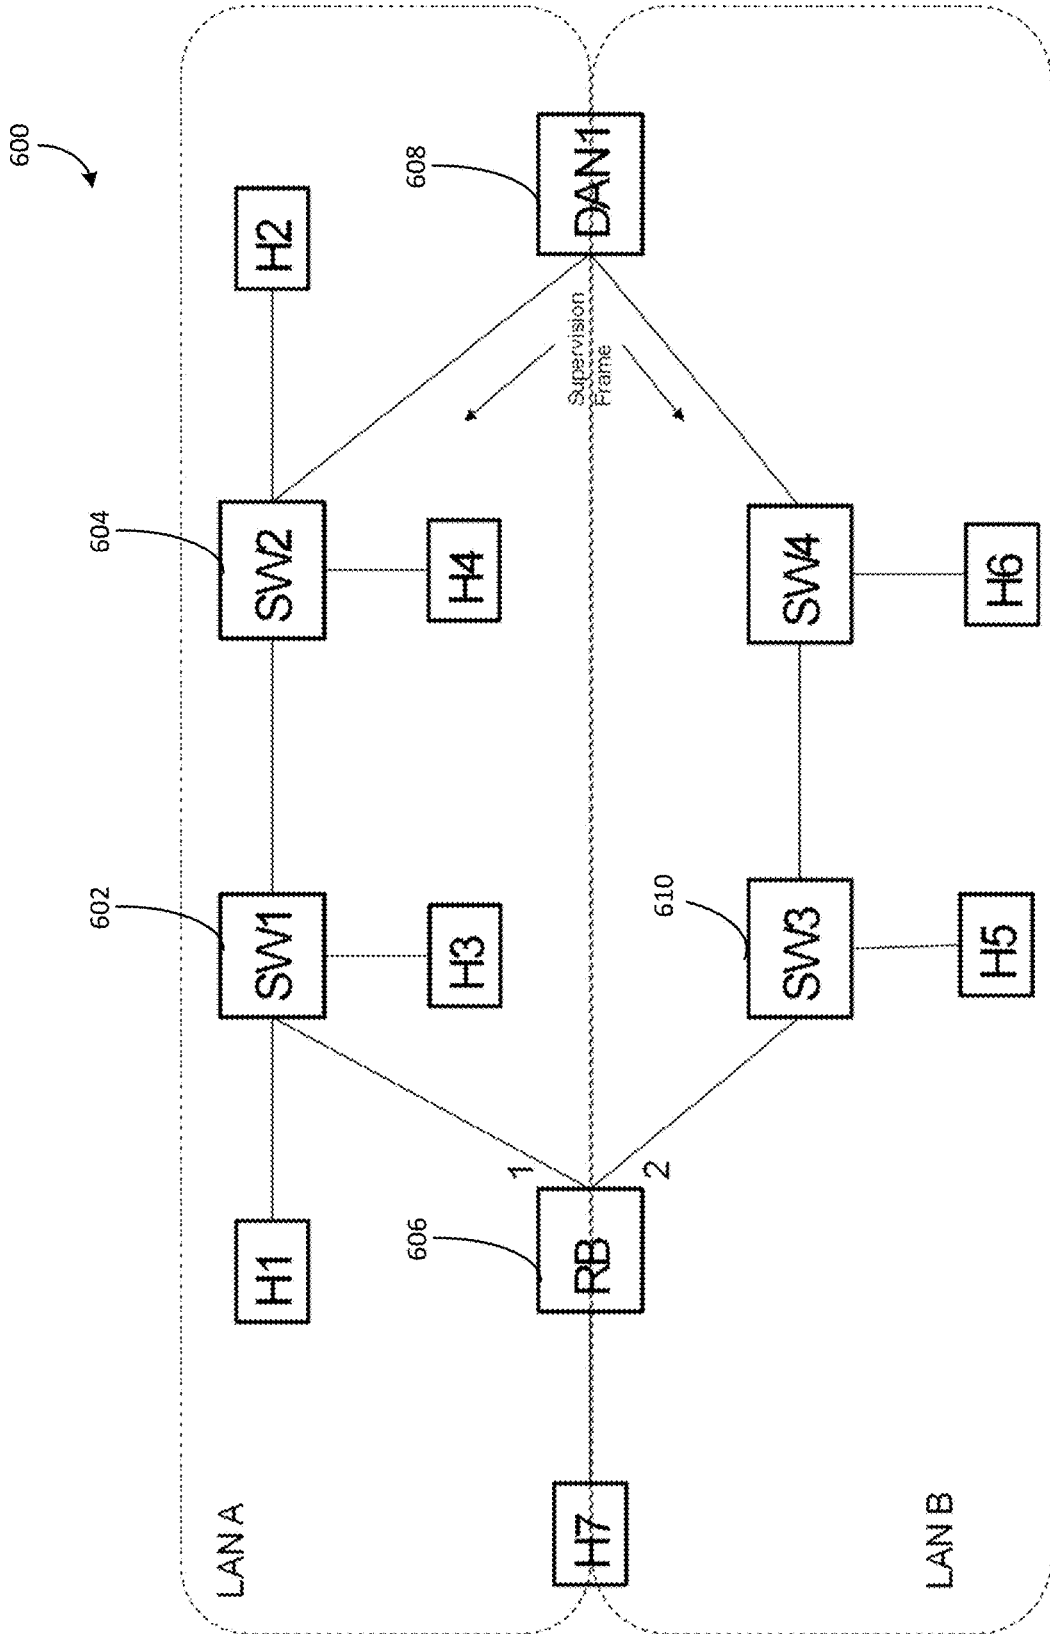 600
LAN A
H1
602
SW1
H3
604
SW2
H4
H2
H7
606
RB
1
2
Supervision
Frame
608
DAN1
LAN B
610
SW3
H5
SW4
H6